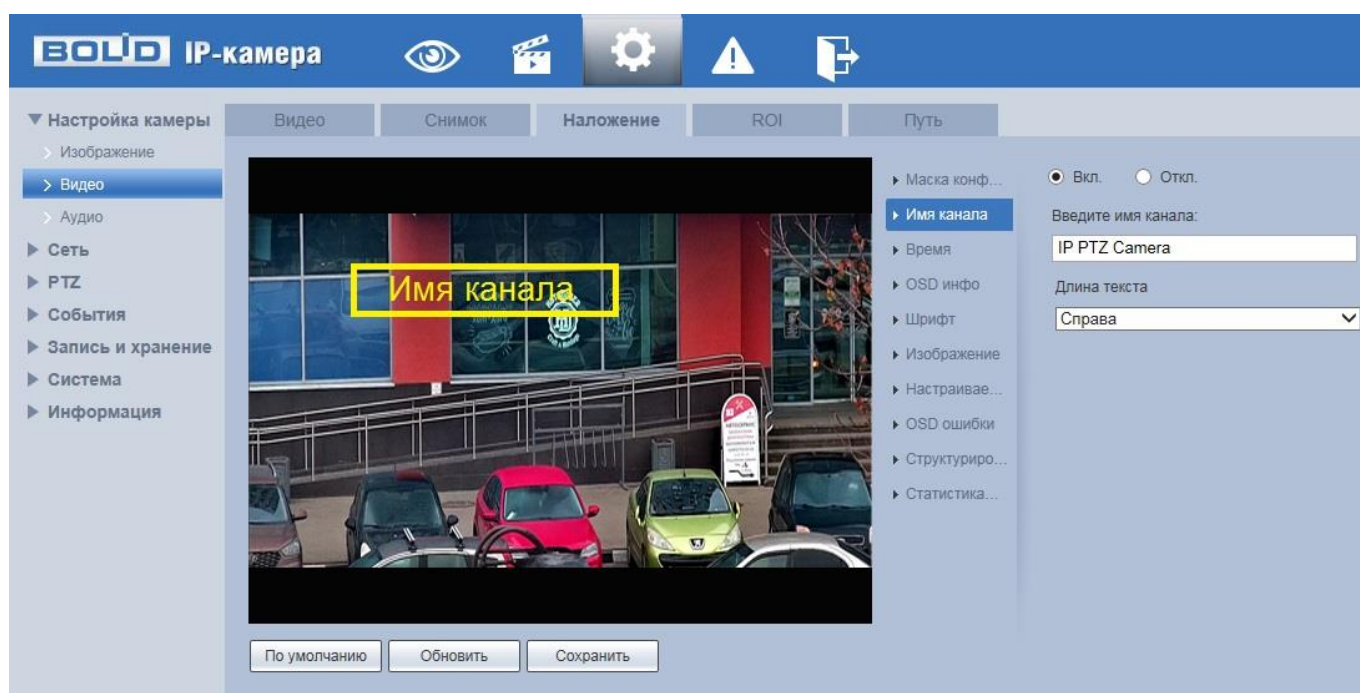 BOLID IP-камера
Настройка камеры
Изображение
Видео
Аудио
Сеть
PTZ
События
Запись и хранение
Система
Информация
Видео Снимок Наложение ROI Путь
Имя канала
Маска конф...
Имя канала
Время
OSD инфо
Шрифт
Изображение
Настраивае...
OSD ошибки
Структуриро...
Статистика...
Вкл. Откл.
Введите имя канала:
IP PTZ Camera
Длина текста
Справа
По умолчанию Обновить Сохранить